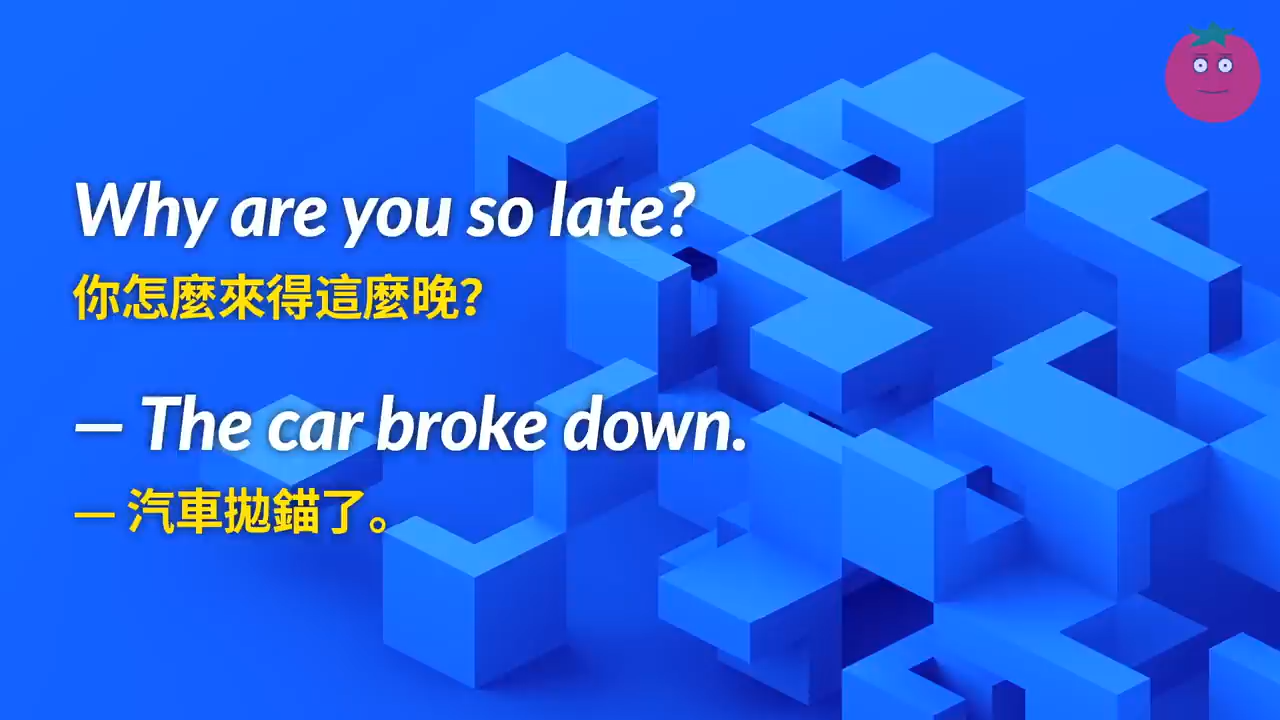 Why are you so late?
你怎麼來得這麼晚?
— The car broke down.
— 汽車拋錨了。